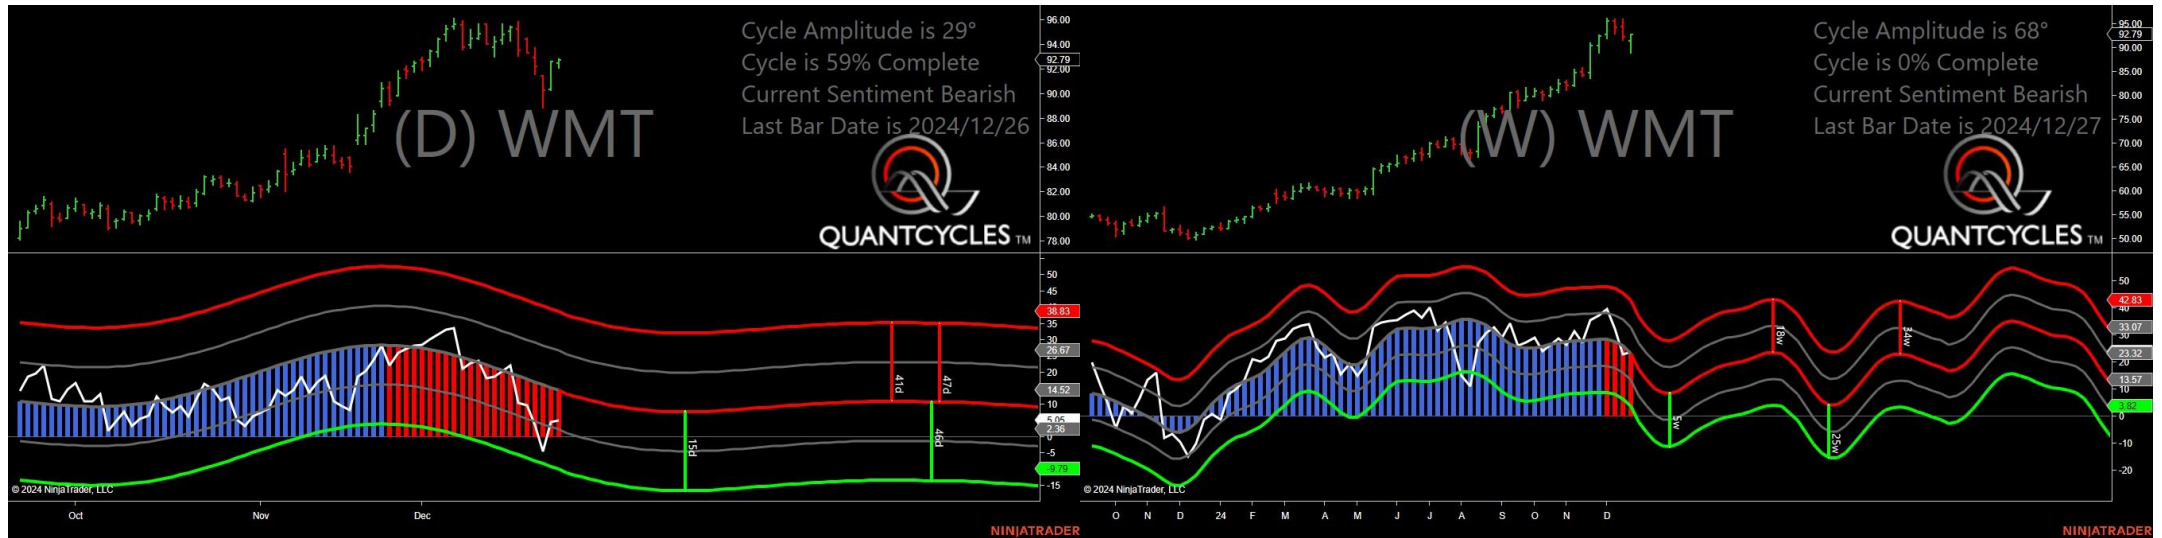 Cycle Amplitude is 29°
Cycle is 59% Complete
Current Sentiment Bearish
Last Bar Date is 2024/12/26
(D) WMT
QUANTCYCLES TM
96.00
94.00
92.79
92.00
90.00
88.00
86.00
84.00
82.00
80.00
78.00
50
45
38.83
35
30
26.67
20
14.52
10
5.05
2.36
0
-5
-9.79
-15
41d
47d
15d
46d
© 2024 NinjaTrader, LLC
Oct Nov Dec
NINJATRADER
Cycle Amplitude is 68°
Cycle is 0% Complete
Current Sentiment Bearish
Last Bar Date is 2024/12/27
(W) WMT
QUANTCYCLES TM
95.00
92.79
90.00
85.00
80.00
75.00
70.00
65.00
60.00
55.00
50.00
50
42.83
40
33.07
30
23.32
20
13.57
10
3.82
0
-10
-20
18w
34w
5w
25w
© 2024 NinjaTrader, LLC
O N D 24 F M A M J J A S O N D
NINJATRADER